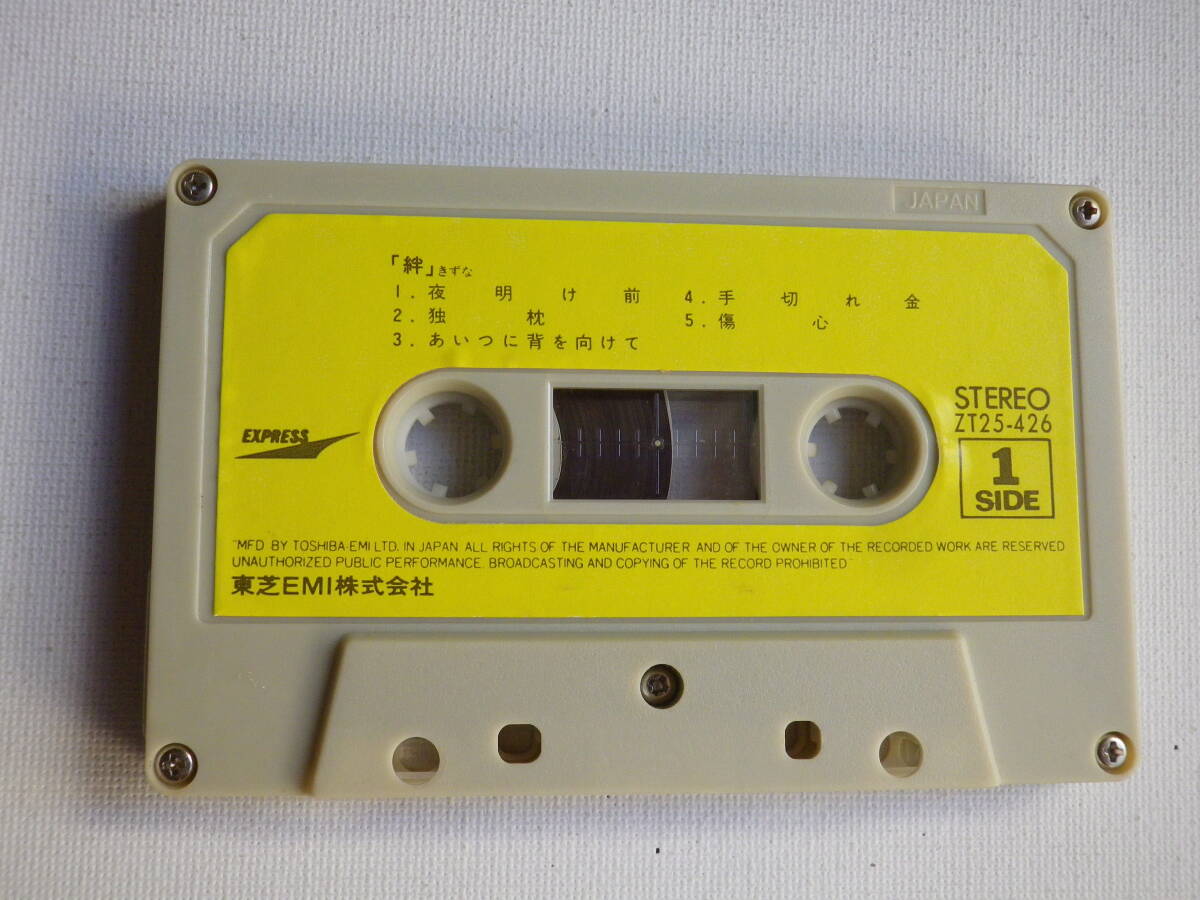 JAPAN
「絆」きずな
1.夜明け前
2.独枕
3.あいつに背を向けて
4.手切れ金
5.傷心
EXPRESS
STEREO
ZT25-426
1
SIDE
"MFD BY TOSHIBA-EMI LTD. IN JAPAN ALL RIGHTS OF THE MANUFACTURER AND OF THE OWNER OF THE RECORDED WORK ARE RESERVED
UNAUTHORIZED PUBLIC PERFORMANCE. BROADCASTING AND COPYING OF THE RECORD PROHIBITED"
東芝EMI株式会社